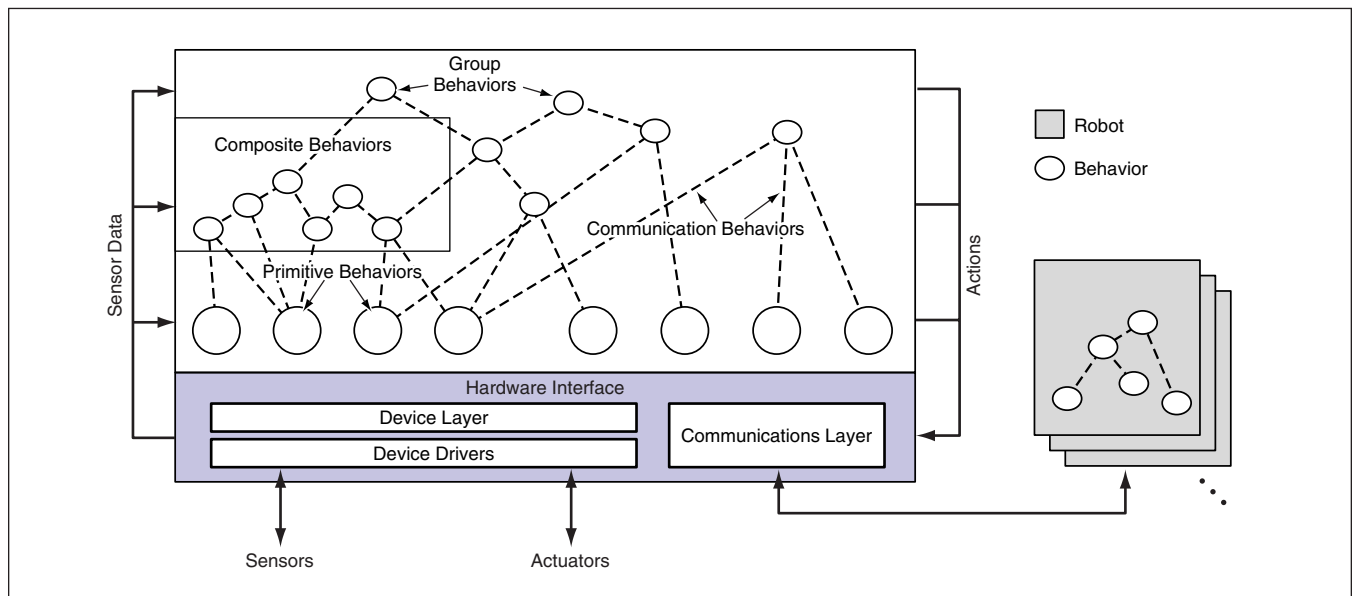 Group
Behaviors
Composite Behaviors
Communication Behaviors
Primitive Behaviors
Sensor Data
Actions
Robot
Behavior
Hardware Interface
Device Layer
Device Drivers
Communications Layer
Sensors
Actuators